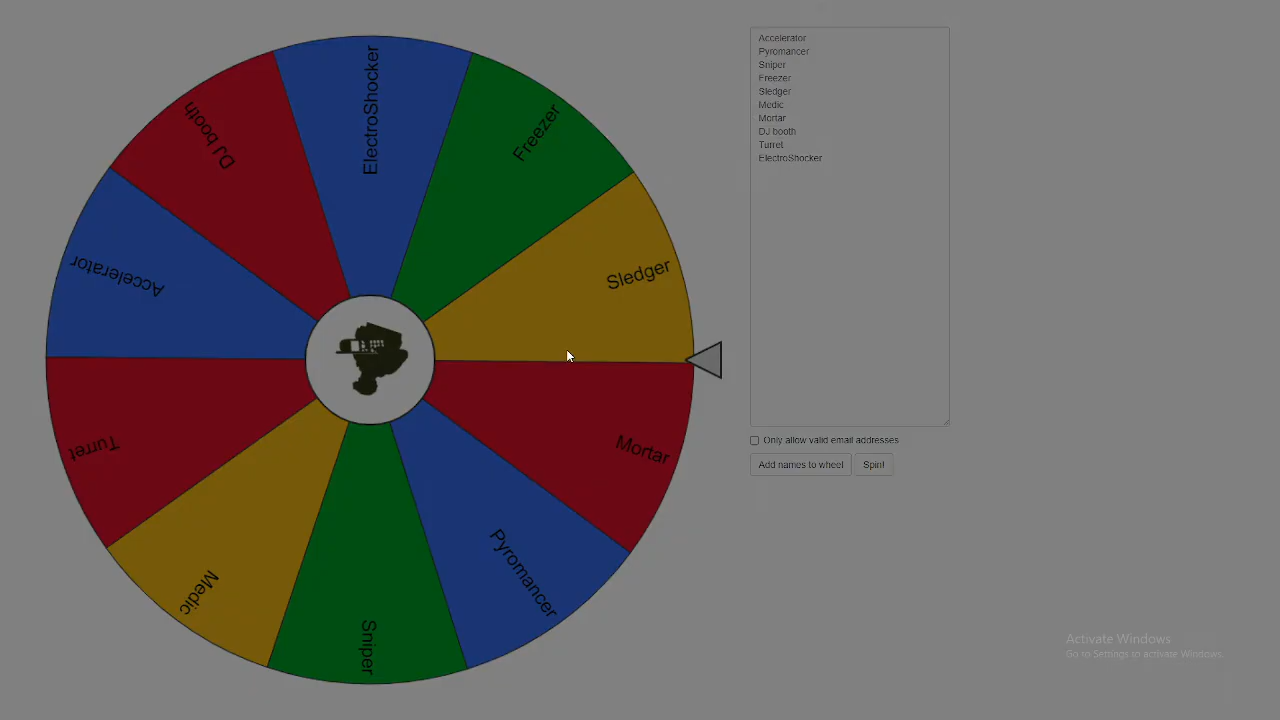 ElectroShocker
Freezer
Sledger
Mortar
Pyromancer
Sniper
Medic
Turret
Accelerator
DJ booth
Accelerator
Pyromancer
Sniper
Freezer
Sledger
Medic
Mortar
DJ booth
Turret
ElectroShocker
Only allow valid email addresses
Add names to wheel
Spin!
Activate Windows
Go to Settings to activate Windows.